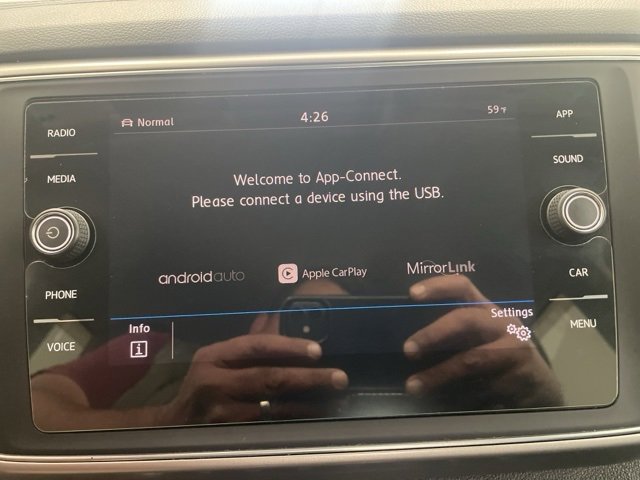 RADIO
MEDIA
PHONE
VOICE
Normal
4:26
59°F
Welcome to App-Connect.
Please connect a device using the USB.
androidauto
Apple CarPlay
MirrorLink
Info
Settings
APP
SOUND
CAR
MENU